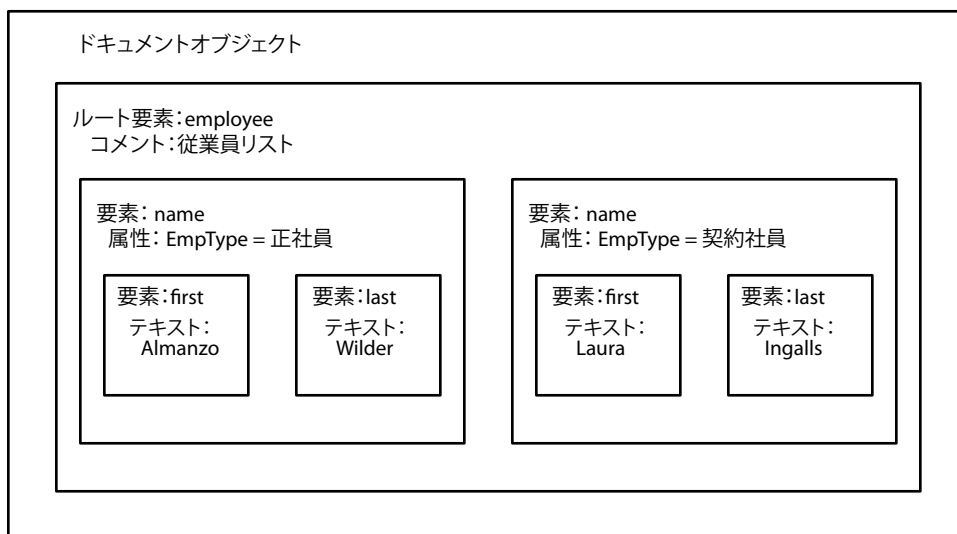 ドキュメントオブジェクト
ルート要素：employee
コメント：従業員リスト
要素： name
属性： EmpType = 正社員
要素：first
テキスト：
Almanzo
要素：last
テキスト：
Wilder
要素： name
属性： EmpType = 契約社員
要素：first
テキスト：
Laura
要素：last
テキスト：
Ingalls